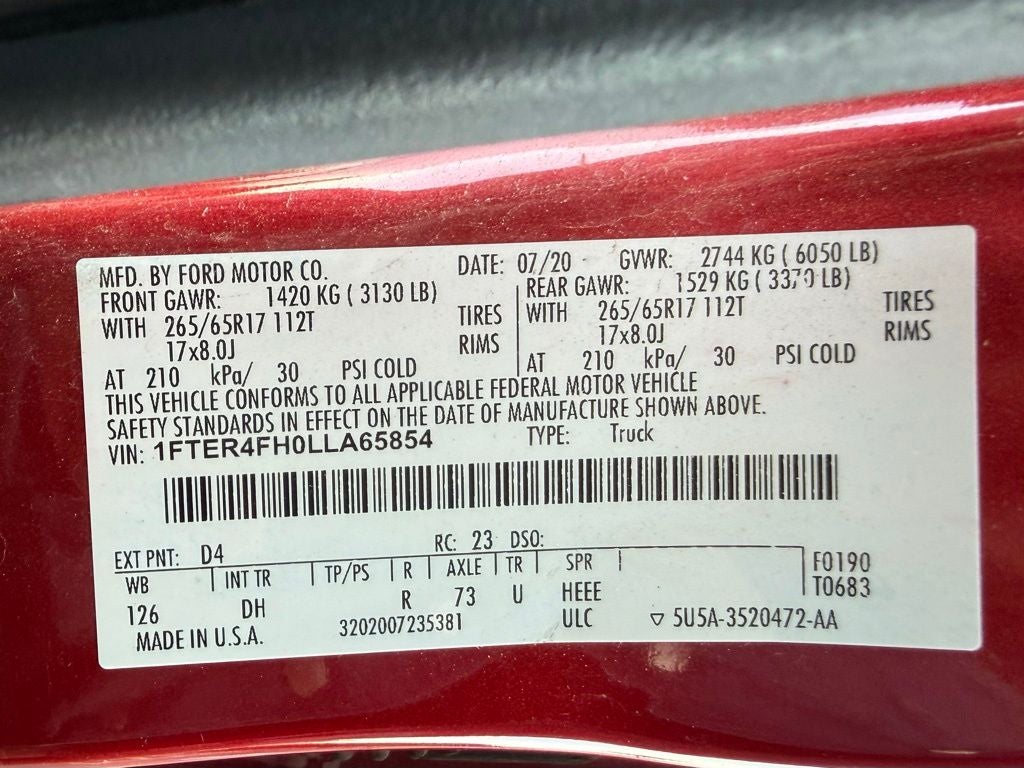 MFD. BY FORD MOTOR CO. DATE: 07/20 GVWR: 2744 KG ( 6050 LB)
FRONT GAWR: 1420 KG ( 3130 LB) REAR GAWR: 1529 KG ( 3370 LB)
WITH 265/65R17 112T TIRES WITH 265/65R17 112T TIRES
17x8.0J RIMS 17x8.0J RIMS
AT 210 kPa/ 30 PSI COLD AT 210 kPa/ 30 PSI COLD
THIS VEHICLE CONFORMS TO ALL APPLICABLE FEDERAL MOTOR VEHICLE
SAFETY STANDARDS IN EFFECT ON THE DATE OF MANUFACTURE SHOWN ABOVE.
VIN: 1FTER4FH0LLA65854 TYPE: Truck
EXT PNT: D4 RC: 23 DSO:
WB INT TR TP/PS R AXLE TR SPR F0190
126 DH R 73 U HEEE T0683
MADE IN U.S.A. 3202007235381 ULC ▽ 5U5A-3520472-AA